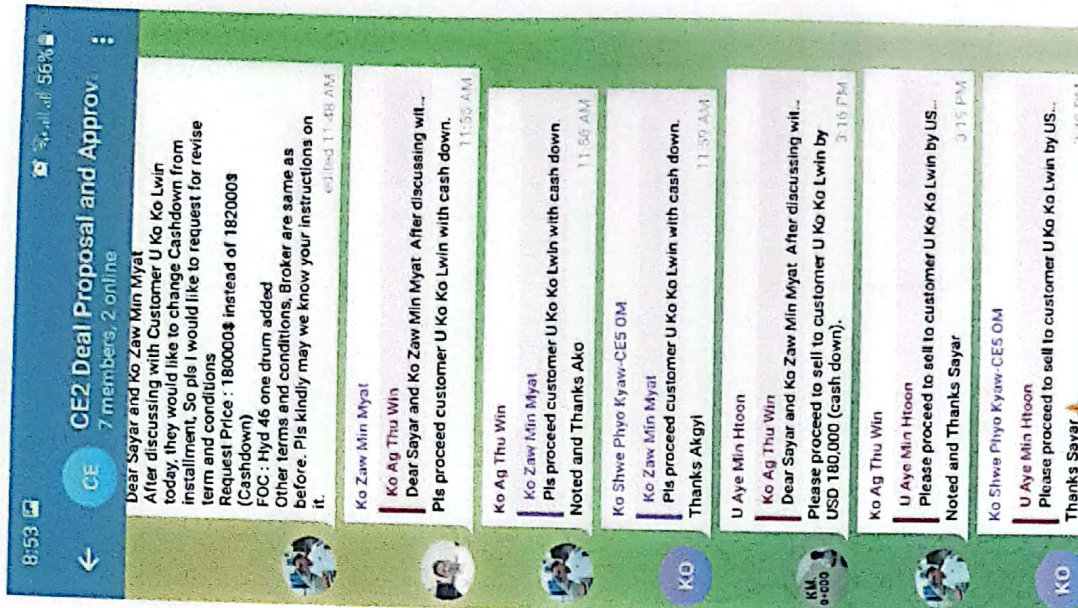 8:53
56%
CE
CE2 Deal Proposal and Approv
7 members, 2 online
Dear Sayar and Ko Zaw Min Myat
After discussing with Customer U Ko Ko Lwin
today, they would like to change Cashdown from
installment, So pls I would like to request for revise
term and conditions
Request Price : 180000$ instead of 182000$
(Cashdown)
FOC : Hyd 46 one drum added
Other terms and conditions, Broker are same as
before. Pls kindly may we know your instructions on
it.
edited 11:48 AM
Ko Zaw Min Myat
Ko Ag Thu Win
Dear Sayar and Ko Zaw Min Myat After discussing wit...
Pls proceed customer U Ko Ko Lwin with cash down.
11:55 AM
Ko Ag Thu Win
Ko Zaw Min Myat
Pls proceed customer U Ko Ko Lwin with cash down.
Noted and Thanks Ako
11:56 AM
Ko Shwe Phyo Kyaw-CES OM
Ko Zaw Min Myat
Pls proceed customer U Ko Ko Lwin with cash down.
Thanks Akgyi
11:59 AM
KO
U Aye Min Htoon
Ko Ag Thu Win
Dear Sayar and Ko Zaw Min Myat After discussing wit...
Please proceed to sell to customer U Ko Ko Lwin by
USD 180,000 (cash down).
3:16 PM
Ko Ag Thu Win
U Aye Min Htoon
Please proceed to sell to customer U Ko Ko Lwin by US...
Noted and Thanks Sayar
3:19 PM
Ko Shwe Phyo Kyaw-CES OM
U Aye Min Htoon
Please proceed to sell to customer U Ko Ko Lwin by US...
Thanks Sayar 🙏
KO